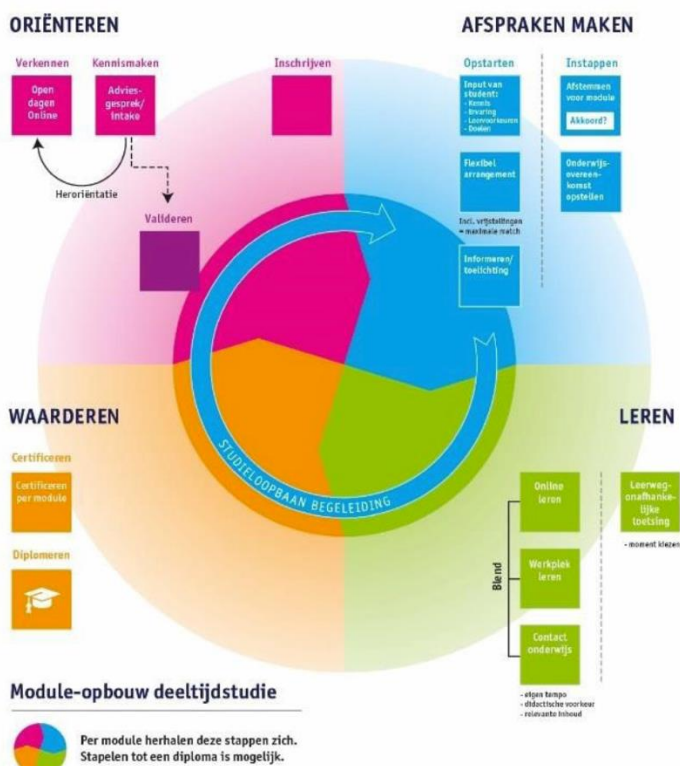 ORIËNTEREN
Verkennen
Kennismaken
Inschrijven
Open
dagen
Online
Advies-
gesprek/
intake
Heroriëntatie
Valideren
AFSPRAKEN MAKEN
Opstarten
Instappen
Input van
student:
- Kennis
- Ervaring
- Leervoorkeuren
- Doelen
Afstemmen
voor module
Akkoord?
Flexibel
arrangement
Onderwijs-
overeen-
komst
opstellen
Incl. vrijstellingen
= maximale match
Informeren/
toelichting
STUDIELOOPBAAN BEGELEIDING
WAARDEREN
Certificeren
Certificeren
per module
Diplomeren
LEREN
Online
leren
Leerweg-
onafhanke-
lijke
toetsing
- moment kiezen
Blend
Werkplek
leren
Contact
onderwijs
- eigen tempo
- didactische voorkeur
- relevante inhoud
Module-opbouw deeltijdstudie
Per module herhalen deze stappen zich.
Stapelen tot een diploma is mogelijk.